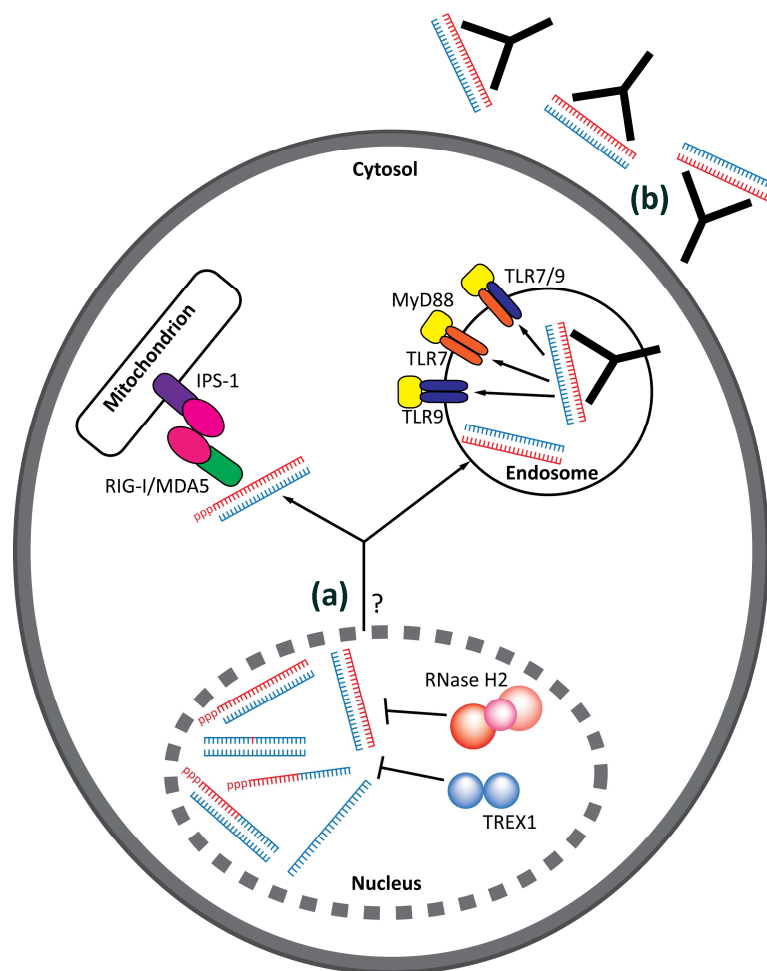 Cytosol
(b)
TLR7/9
MyD88
TLR7
TLR9
Endosome
Mitochondrion
IPS-1
RIG-I/MDA5
ppp
(a)
?
RNase H2
ppp
ppp
ppp
TREX1
Nucleus